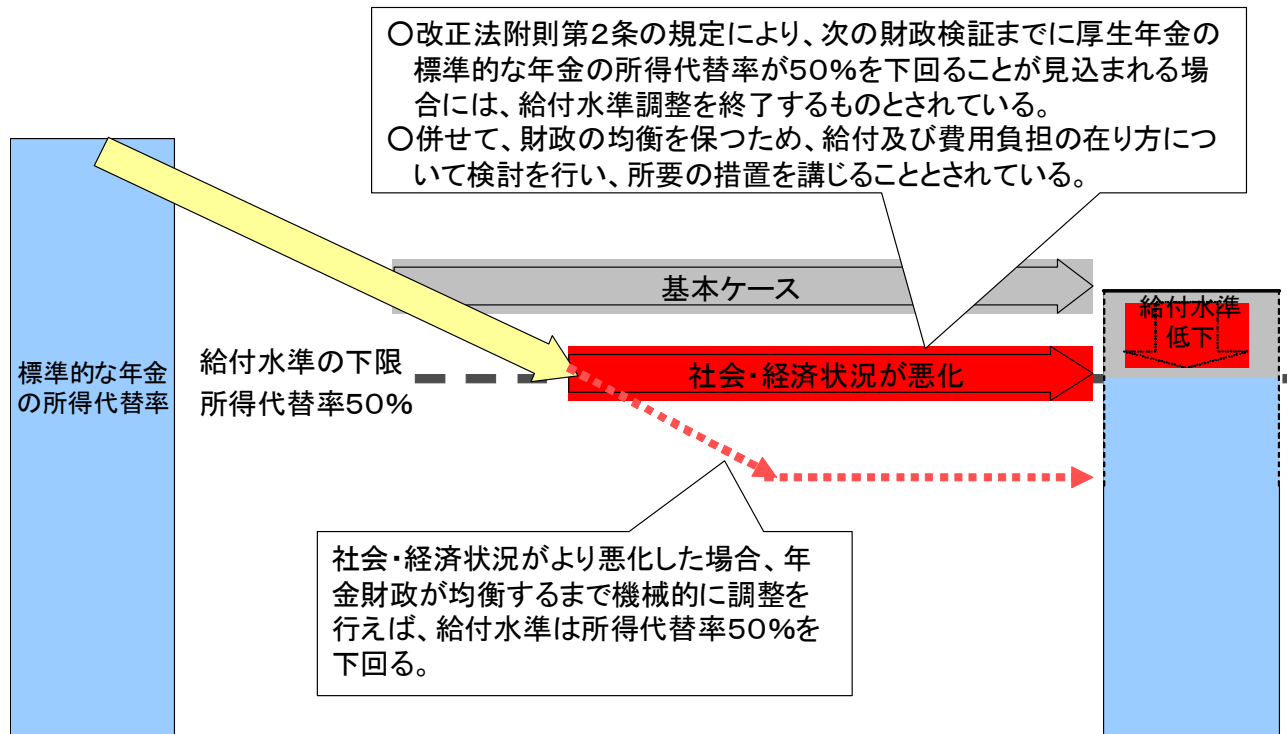 ○改正法附則第2条の規定により、次の財政検証までに厚生年金の
標準的な年金の所得代替率が50%を下回ることが見込まれる場
合には、給付水準調整を終了するものとされている。
○併せて、財政の均衡を保つため、給付及び費用負担の在り方につ
いて検討を行い、所要の措置を講じることとされている。
基本ケース
給付水準
低下
標準的な年金
の所得代替率
給付水準の下限
所得代替率50%
社会・経済状況が悪化
社会・経済状況がより悪化した場合、年
金財政が均衡するまで機械的に調整を
行えば、給付水準は所得代替率50%を
下回る。